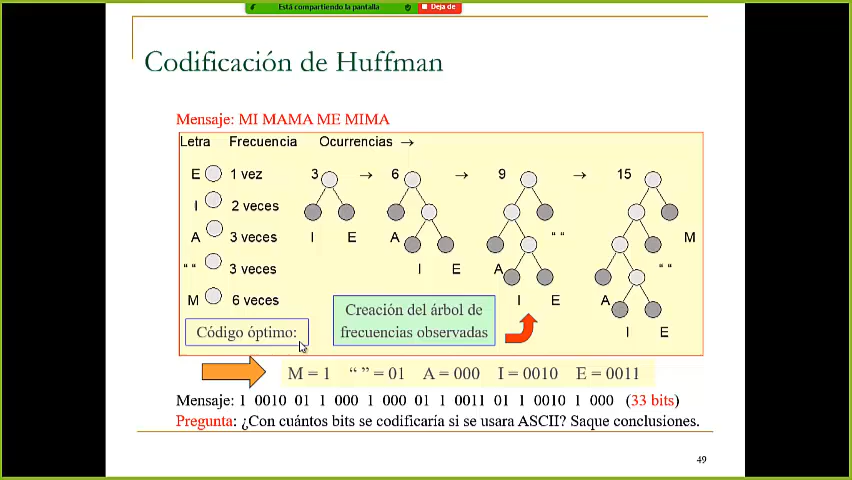 Está compartiendo la pantalla Deja de
Codificación de Huffman
Mensaje: MI MAMA ME MIMA
Letra Frecuencia Ocurrencias →
E 1 vez 3 → 6 → 9 → 15
I 2 veces
A 3 veces I E A “ “ M
“ “ 3 veces I E A “ “
M 6 veces I E A
Creación del árbol de
Código óptimo: frecuencias observadas I E
M = 1 “ ” = 01 A = 000 I = 0010 E = 0011
Mensaje: 1 0010 01 1 000 1 000 01 1 0011 01 1 0010 1 000 (33 bits)
Pregunta: ¿Con cuántos bits se codificaría si se usara ASCII? Saque conclusiones.
49